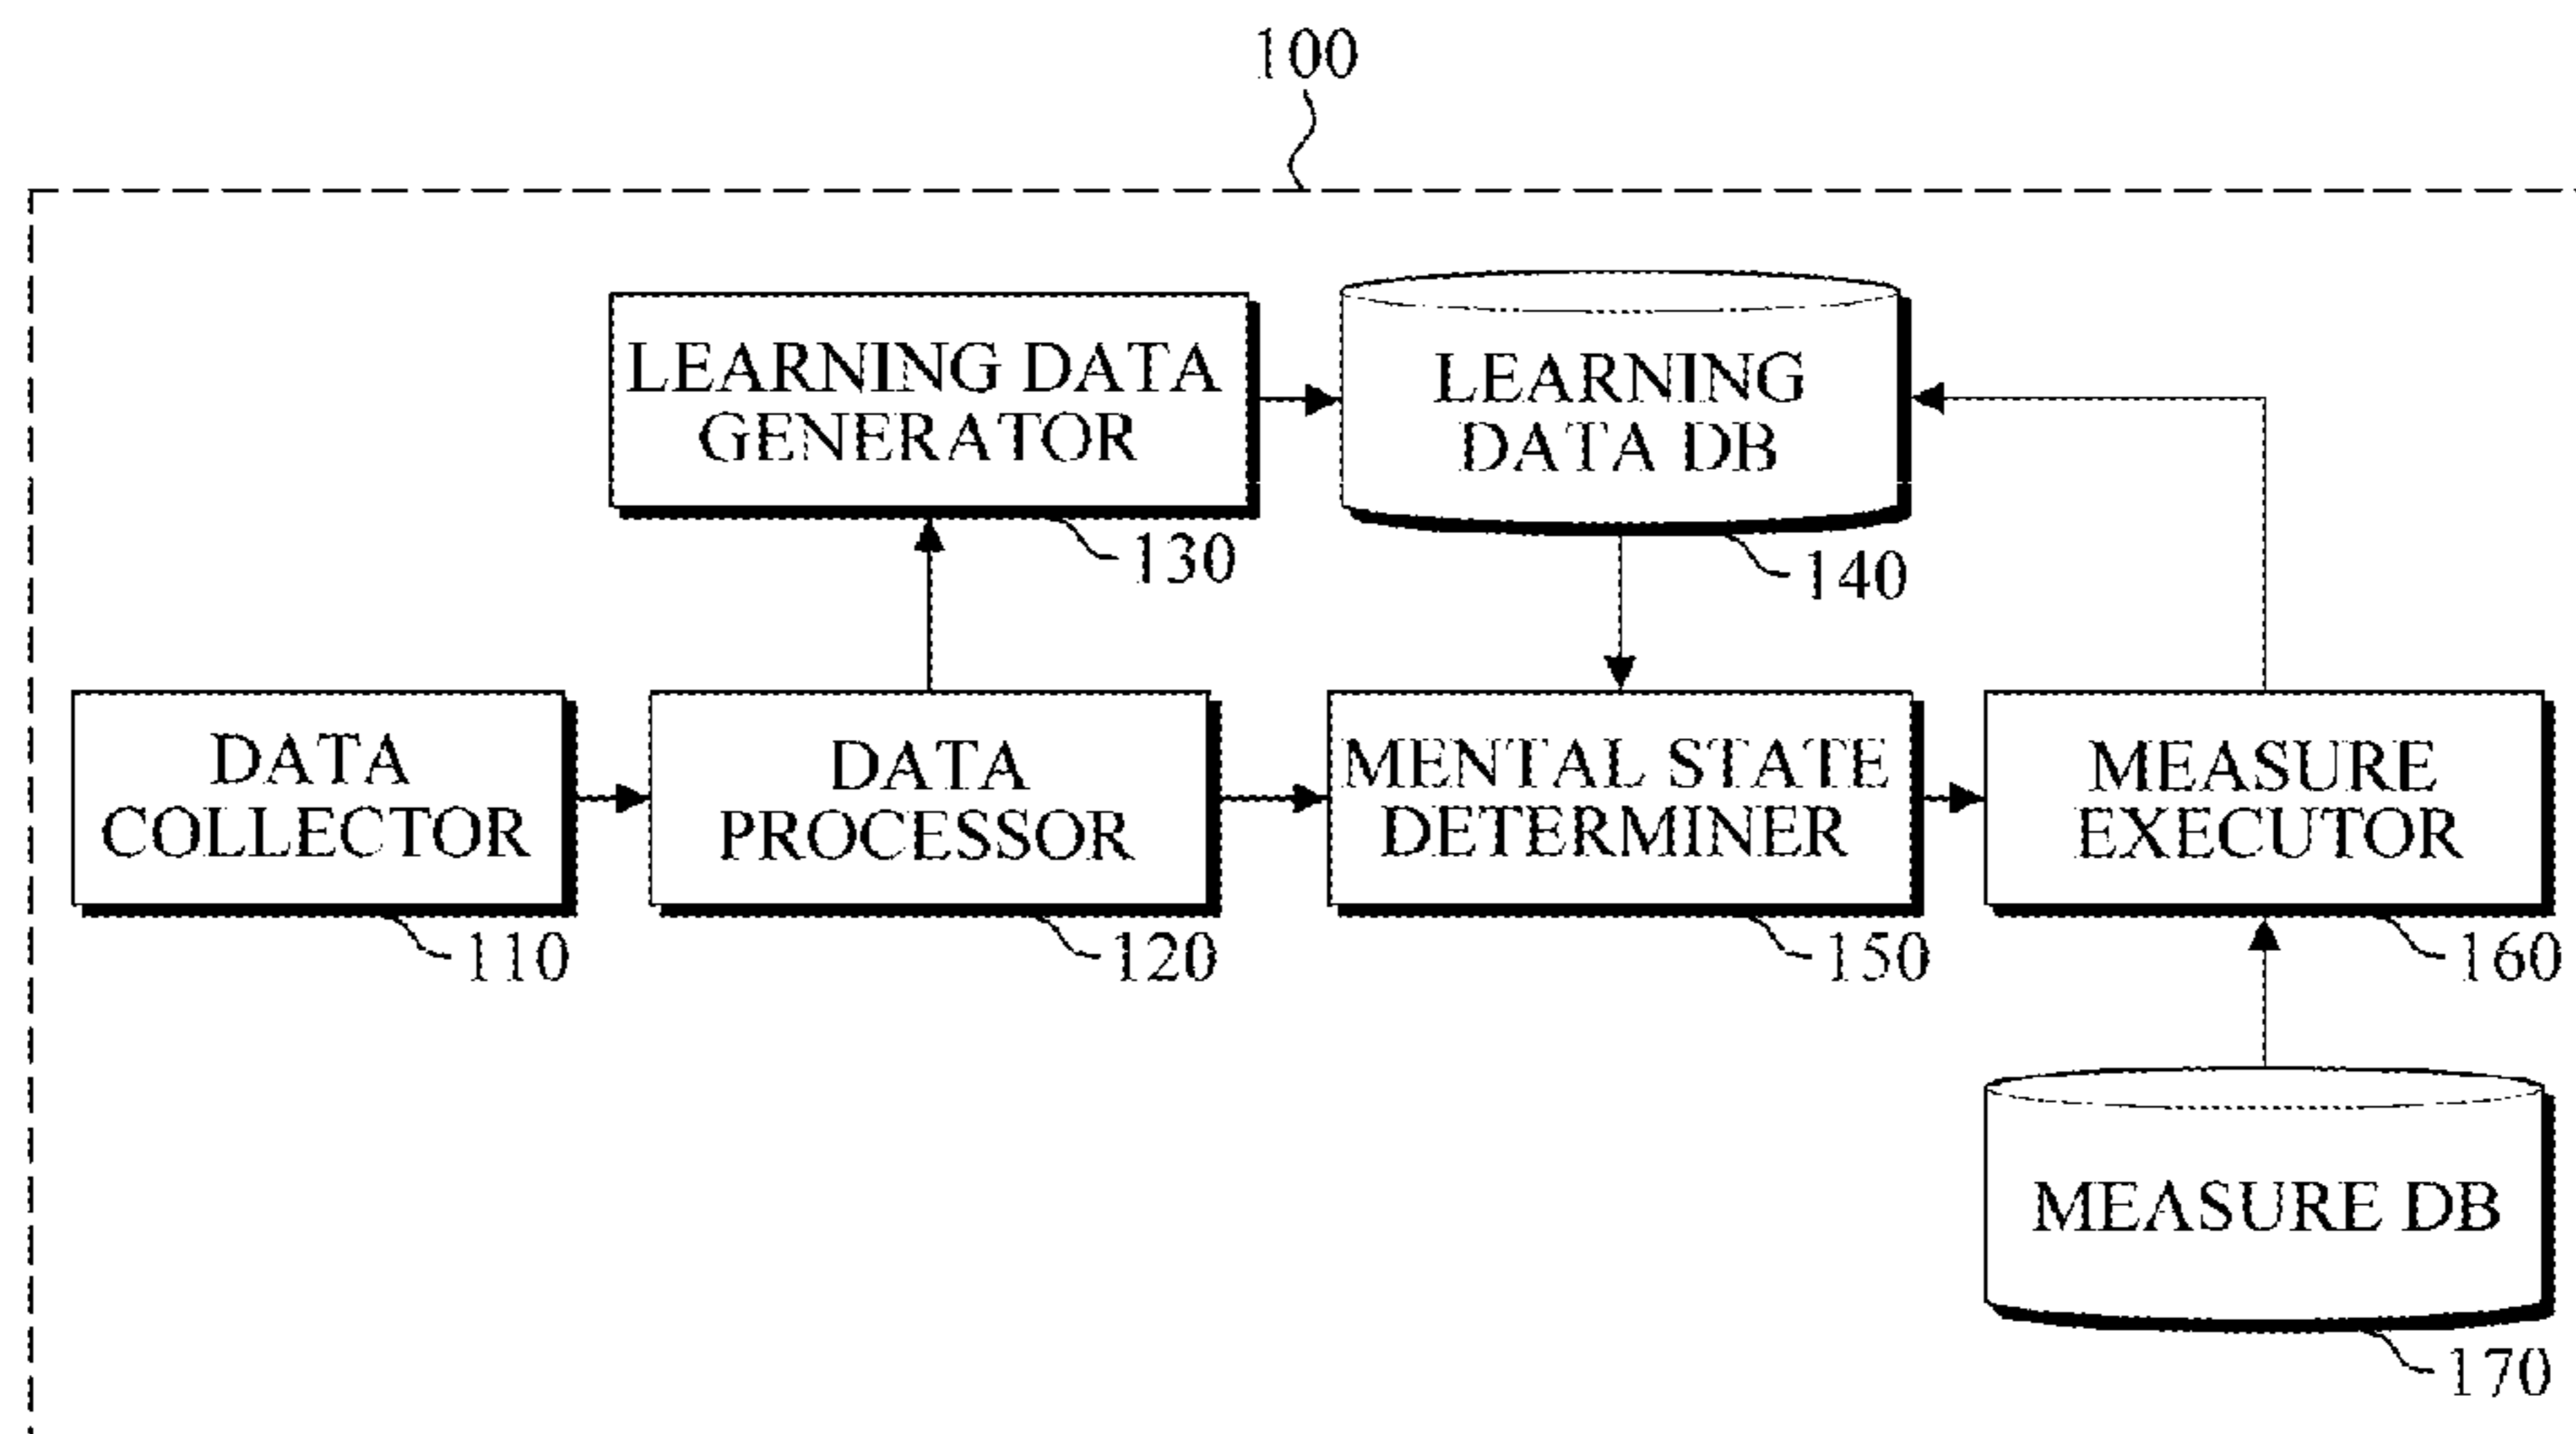 100
LEARNING DATA
GENERATOR
130
LEARNING
DATA DB
140
DATA
COLLECTOR
110
DATA
PROCESSOR
120
MENTAL STATE
DETERMINER
150
MEASURE
EXECUTOR
160
MEASURE DB
170